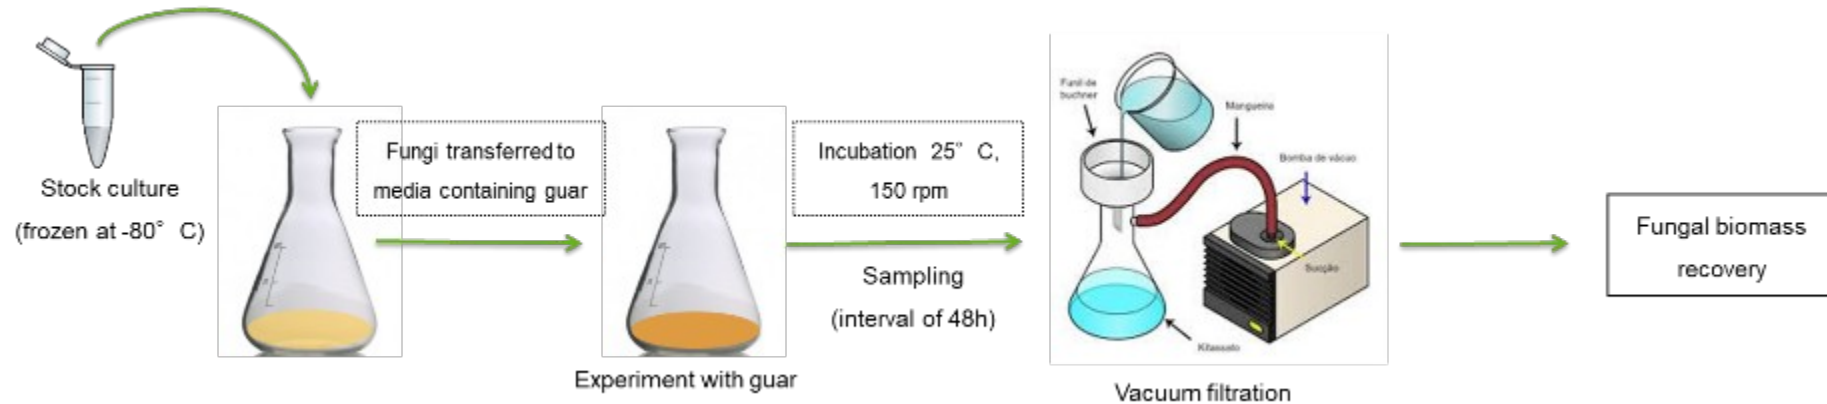 Stock culture
(frozen at -80° C)
Fungi transferred to
media containing guar
Experiment with guar
Incubation 25° C,
150 rpm
Sampling
(interval of 48h)
Funil de
buchner
Mangueira
Bomba de vácuo
Sucção
Kitassato
Vacuum filtration
Fungal biomass
recovery